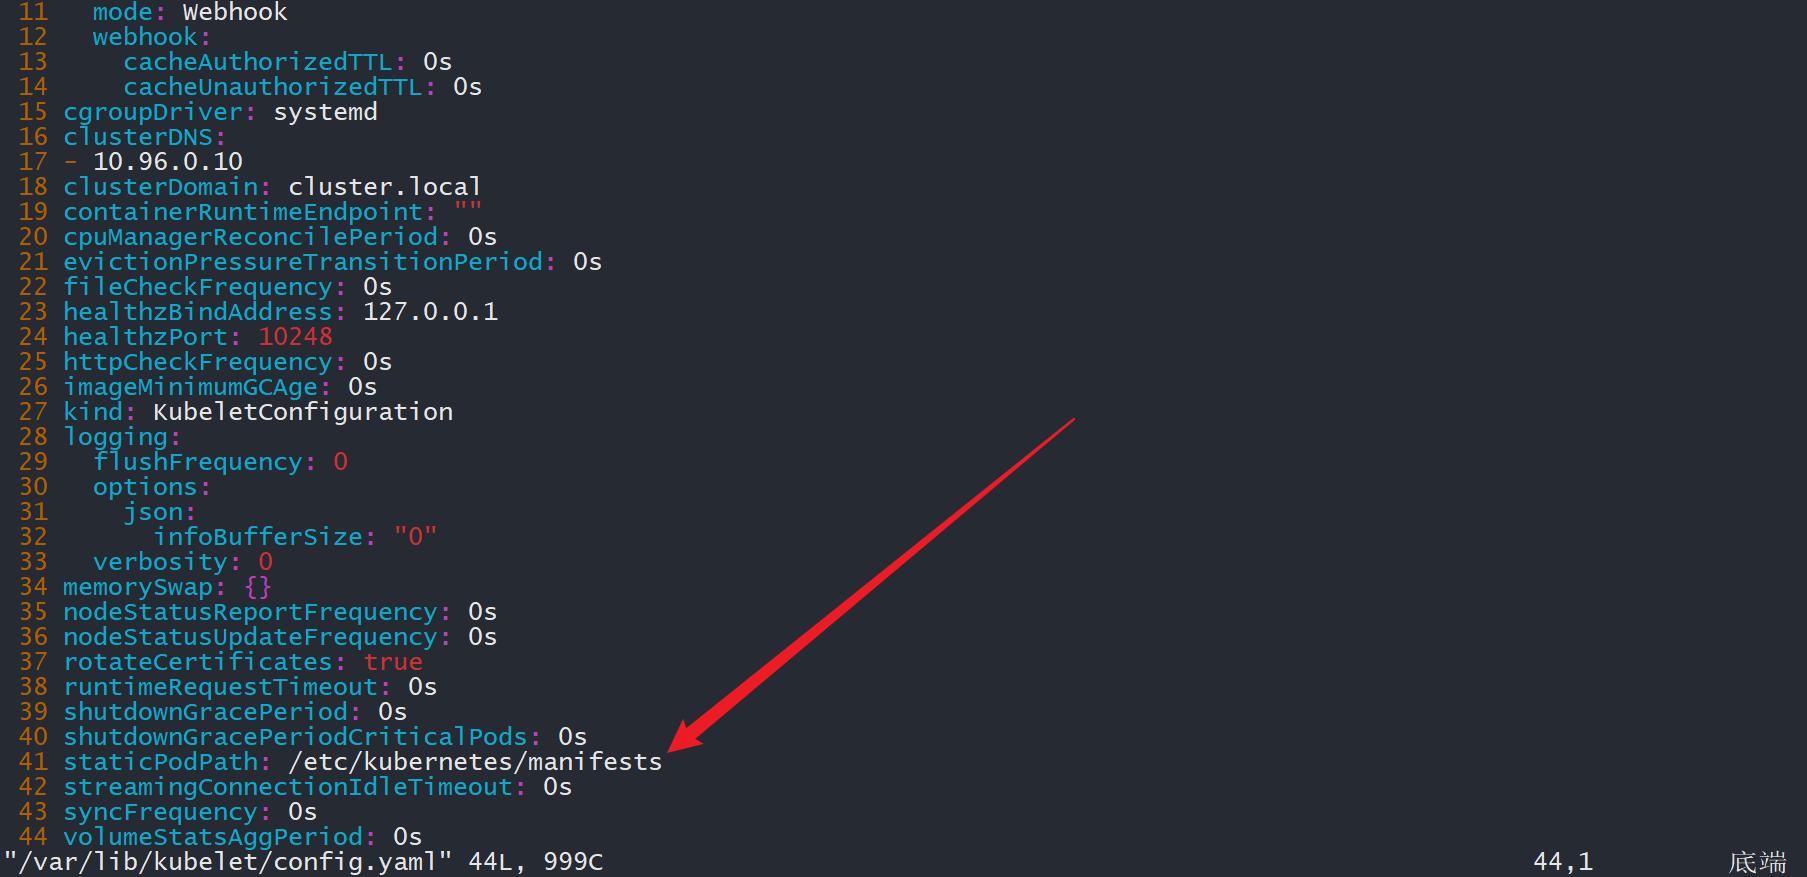 11   mode: Webhook
12   webhook:
13     cacheAuthorizedTTL: 0s
14     cacheUnauthorizedTTL: 0s
15 cgroupDriver: systemd
16 clusterDNS:
17 - 10.96.0.10
18 clusterDomain: cluster.local
19 containerRuntimeEndpoint: ""
20 cpuManagerReconcilePeriod: 0s
21 evictionPressureTransitionPeriod: 0s
22 fileCheckFrequency: 0s
23 healthzBindAddress: 127.0.0.1
24 healthzPort: 10248
25 httpCheckFrequency: 0s
26 imageMinimumGCAge: 0s
27 kind: KubeletConfiguration
28 logging:
29   flushFrequency: 0
30   options:
31     json:
32       infoBufferSize: "0"
33   verbosity: 0
34 memorySwap: {}
35 nodeStatusReportFrequency: 0s
36 nodeStatusUpdateFrequency: 0s
37 rotateCertificates: true
38 runtimeRequestTimeout: 0s
39 shutdownGracePeriod: 0s
40 shutdownGracePeriodCriticalPods: 0s
41 staticPodPath: /etc/kubernetes/manifests
42 streamingConnectionIdleTimeout: 0s
43 syncFrequency: 0s
44 volumeStatsAggPeriod: 0s
"/var/lib/kubelet/config.yaml" 44L, 999C 44,1 底端